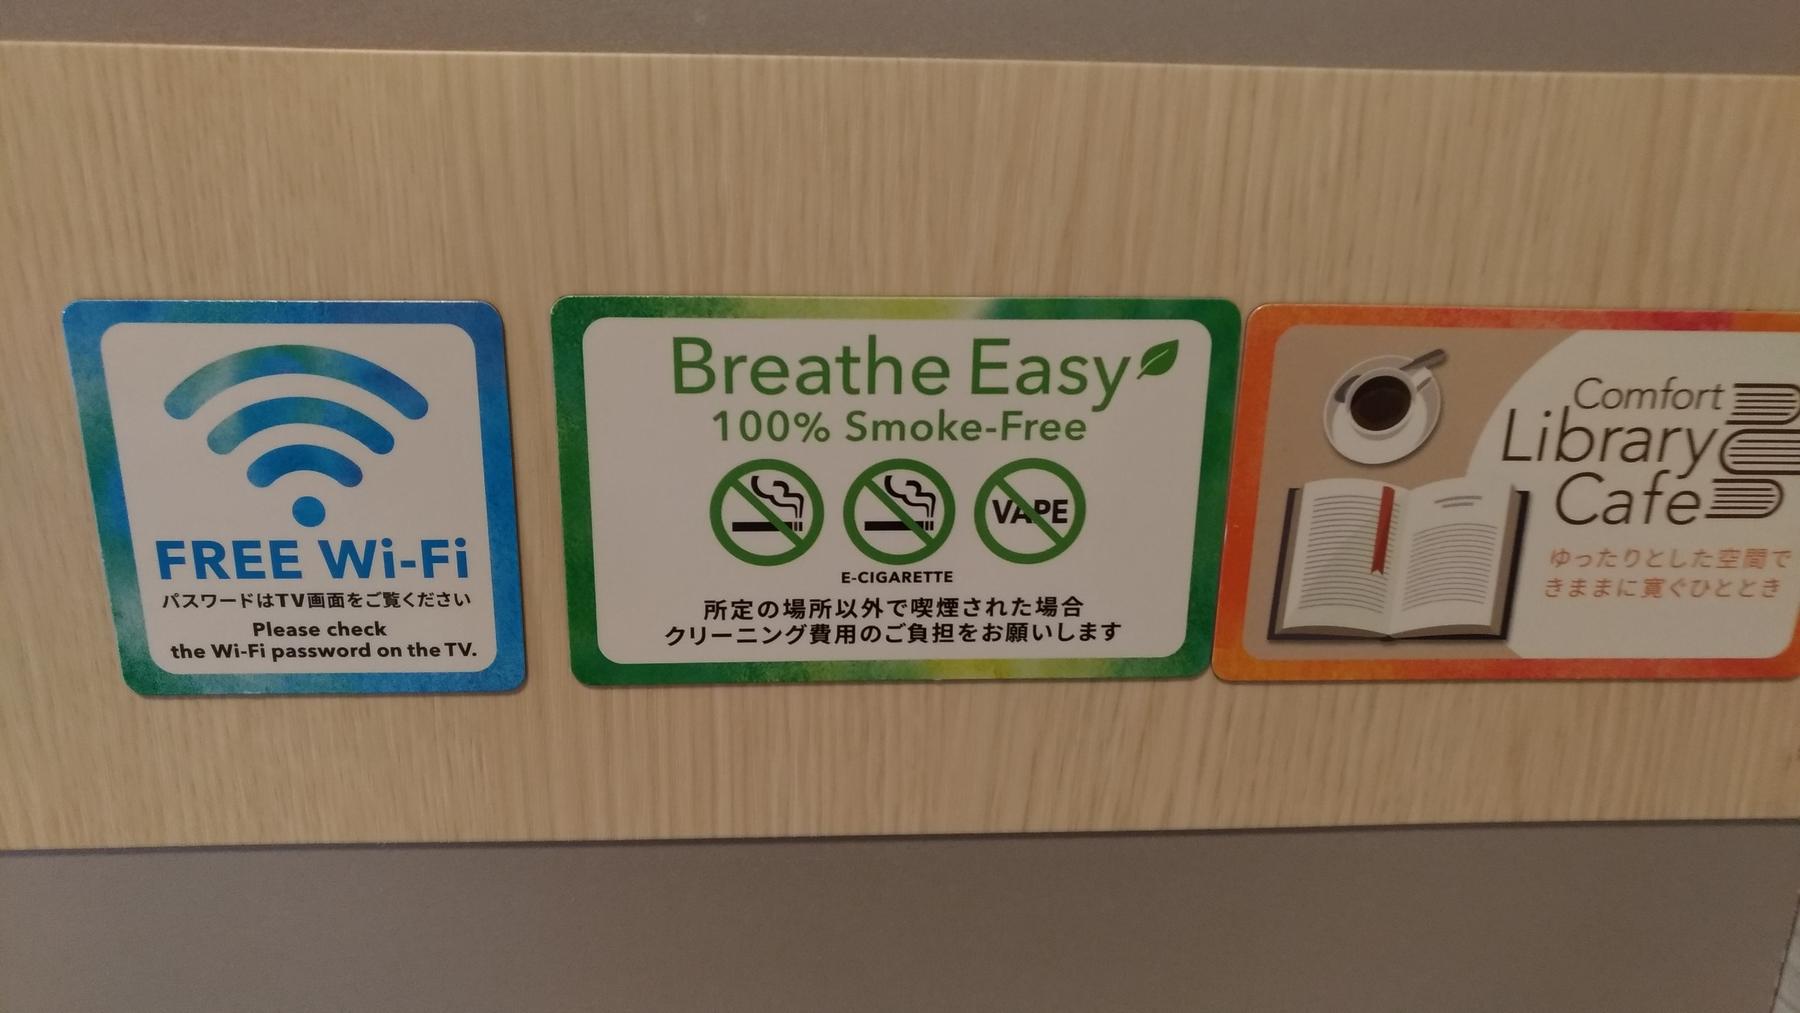 FREE Wi-Fi
パスワードはTV画面をご覧ください
Please check
the Wi-Fi password on the TV.
Breathe Easy
100% Smoke-Free
VAPE
E-CIGARETTE
所定の場所以外で喫煙された場合
クリーニング費用のご負担をお願いします
Comfort
Library
Cafe
ゆったりとした空間で
きままに寛ぐひととき